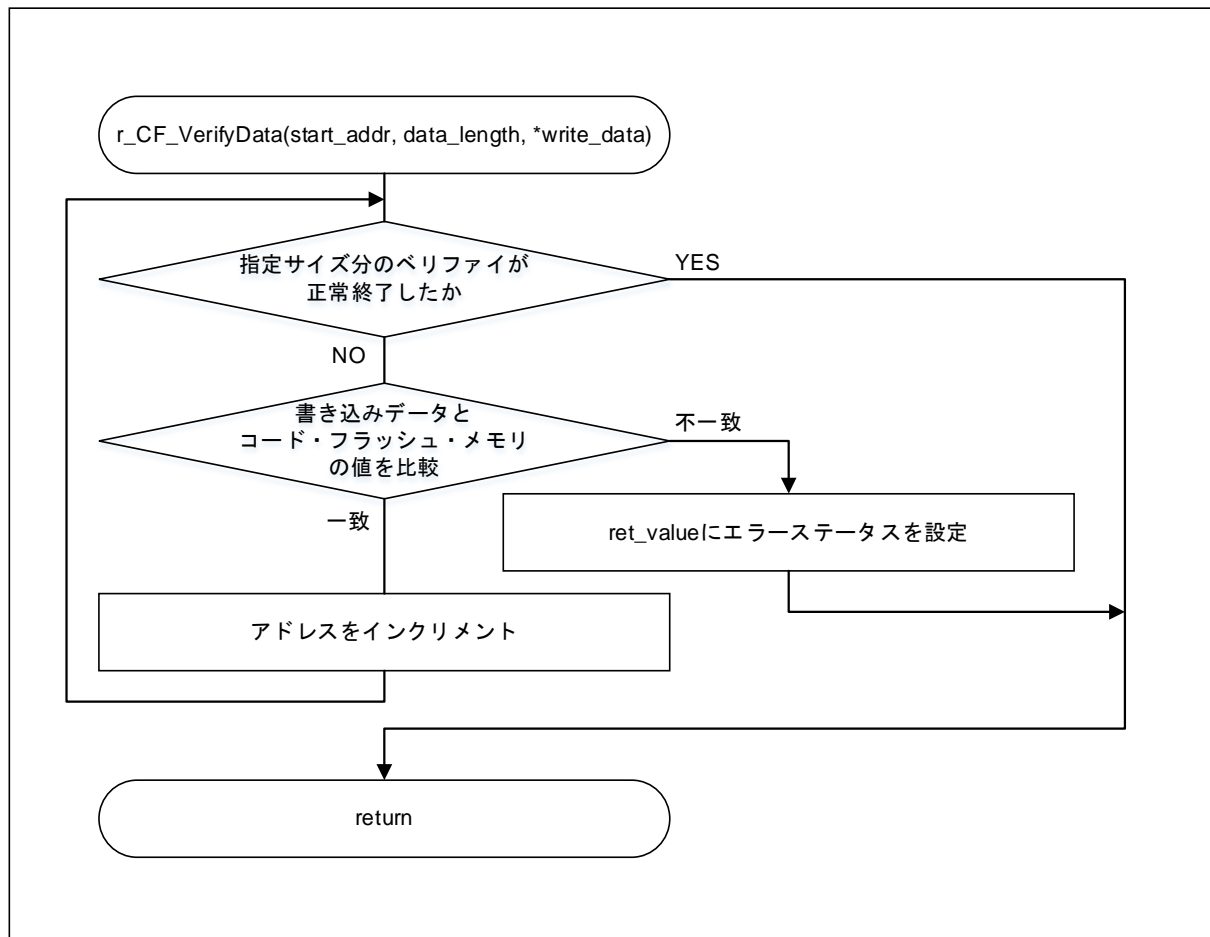 r_CF_VerifyData(start_addr, data_length, *write_data)
指定サイズ分のベリファイが
正常終了したか
YES
NO
書き込みデータと
コード・フラッシュ・メモリ
の値を比較
不一致
一致
ret_valueにエラーステータスを設定
アドレスをインクリメント
return